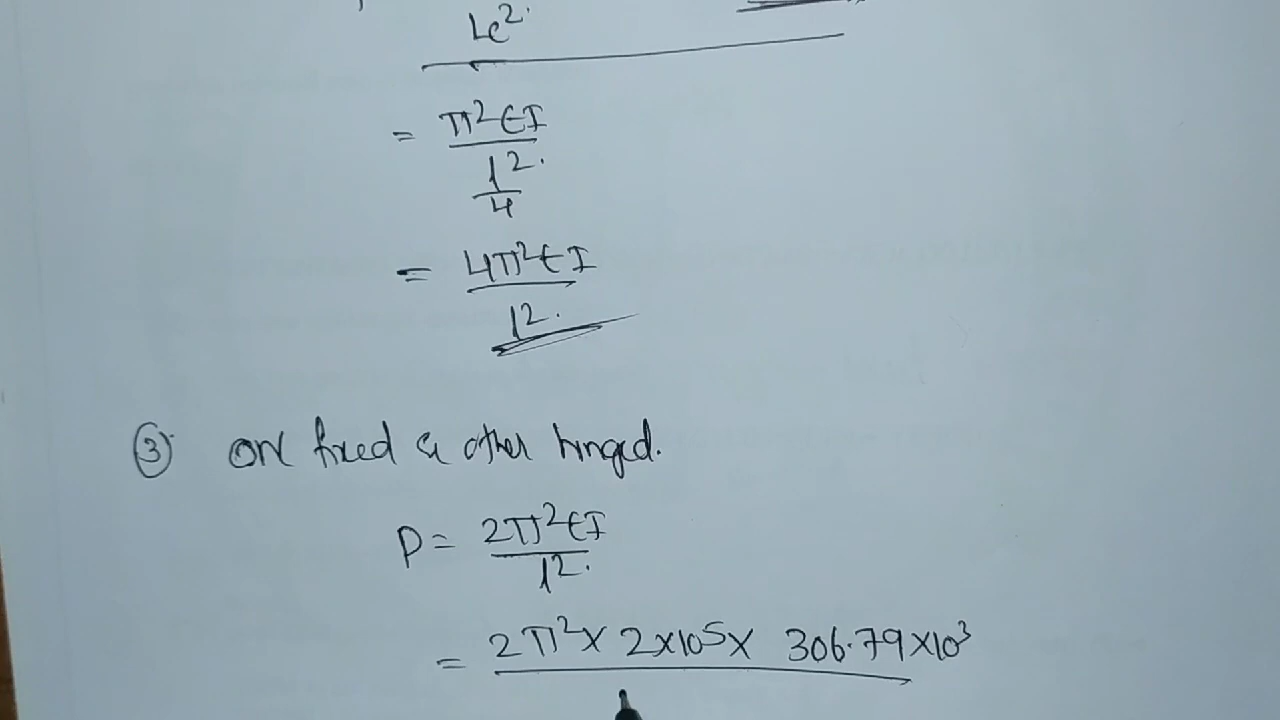 Le².
= π²EI
l².
4
= 4π²EI
l².
③ one fixed & other hinged.
P = 2π²EI
l².
= 2π² × 2×10⁵ × 306.79×10³